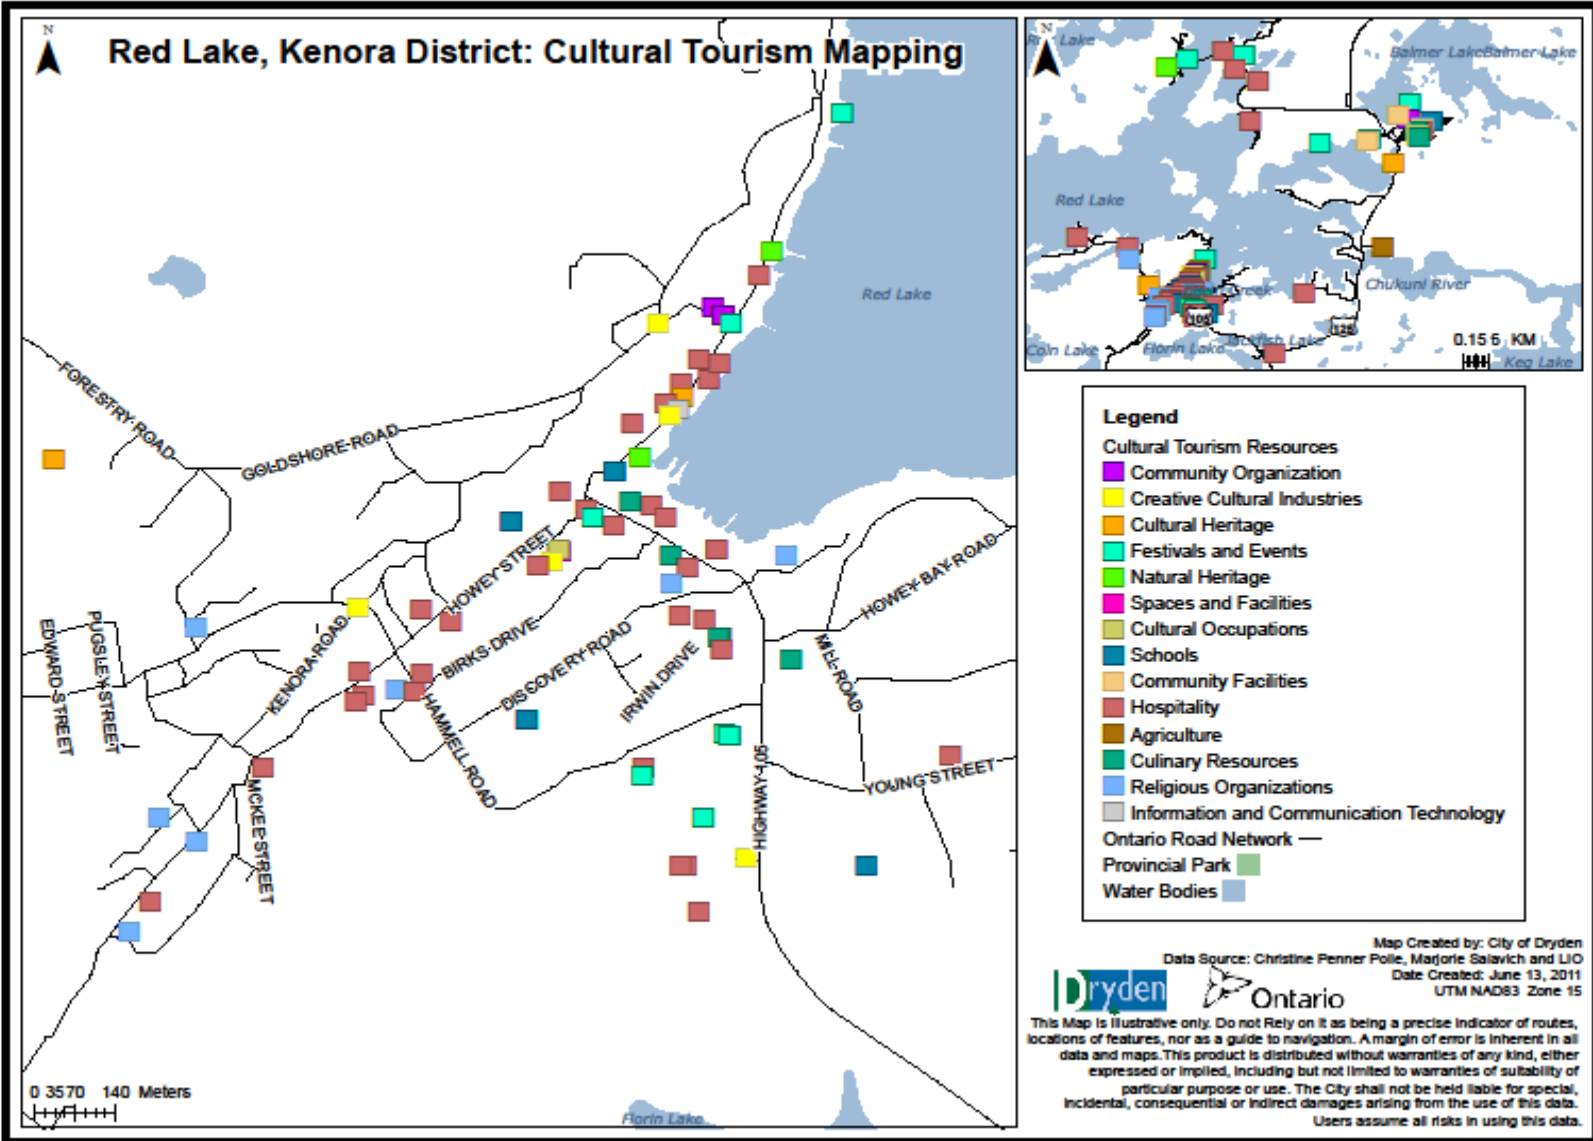 N
Red Lake, Kenora District: Cultural Tourism Mapping
Red Lake
FORESTRY ROAD
GOLDSHORE ROAD
HOWEY STREET
HOWEY BAY ROAD
EDWARD STREET
PUGSLEY STREET
KENORA ROAD
BIRKS DRIVE
DISCOVERY ROAD
IRWIN DRIVE
MILL ROAD
HAMMELL ROAD
HIGHWAY 105
YOUNG STREET
MCKEE STREET
0 35 70 140 Meters
Florin Lake
N
Lake
Balmer Lake Balmer Lake
Red Lake
Chukuni River
Creek
105
125
Coin Lake
Florin Lake
Lake
0.15 6 KM
Keg Lake
Legend
Cultural Tourism Resources
Community Organization
Creative Cultural Industries
Cultural Heritage
Festivals and Events
Natural Heritage
Spaces and Facilities
Cultural Occupations
Schools
Community Facilities
Hospitality
Agriculture
Culinary Resources
Religious Organizations
Information and Communication Technology
Ontario Road Network
Provincial Park
Water Bodies
Map Created by: City of Dryden
Data Source: Christine Penner Polle, Marjorie Salavich and LIO
Date Created: June 13, 2011
UTM NAD83 Zone 15
Dryden
Ontario
This Map is illustrative only. Do not Rely on it as being a precise indicator of routes,
locations of features, nor as a guide to navigation. A margin of error is inherent in all
data and maps. This product is distributed without warranties of any kind, either
expressed or implied, including but not limited to warranties of suitability of
particular purpose or use. The City shall not be held liable for special,
incidental, consequential or indirect damages arising from the use of this data.
Users assume all risks in using this data.